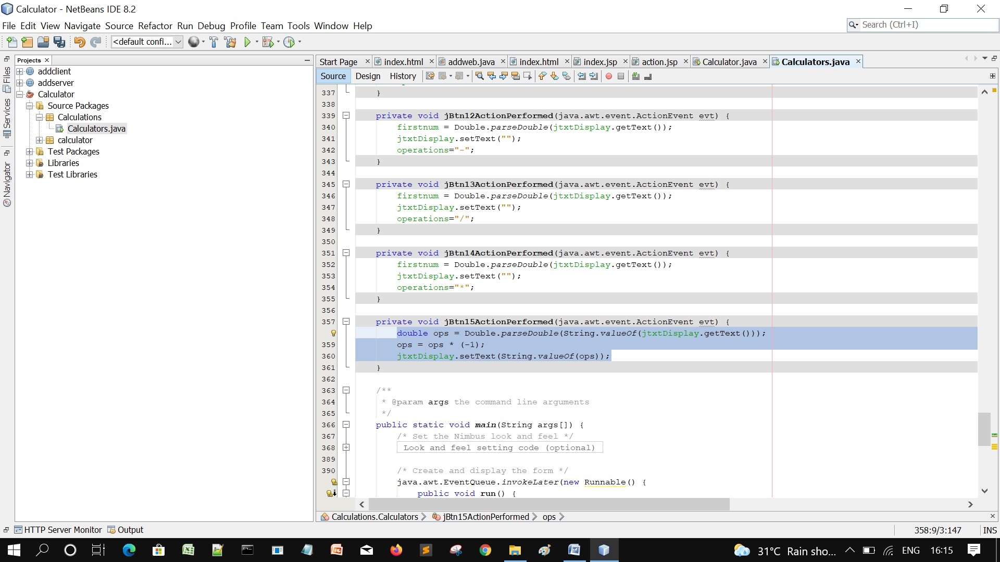 Calculator - NetBeans IDE 8.2
File Edit View Navigate Source Refactor Run Debug Profile Team Tools Window Help
Search (Ctrl+I)
<default confi...
Files
Services
Navigator
Projects
addclient
addserver
Calculator
Source Packages
Calculations
Calculators.java
calculator
Test Packages
Libraries
Test Libraries
Start Page index.html addweb.java index.html index.jsp action.jsp Calculator.java Calculators.java
Source Design History
337 }
338
339 private void jBtn12ActionPerformed(java.awt.event.ActionEvent evt) {
340 firstnum = Double.parseDouble(jtxtDisplay.getText());
341 jtxtDisplay.setText("");
342 operations="-";
343 }
344
345 private void jBtn13ActionPerformed(java.awt.event.ActionEvent evt) {
346 firstnum = Double.parseDouble(jtxtDisplay.getText());
347 jtxtDisplay.setText("");
348 operations="/";
349 }
350
351 private void jBtn14ActionPerformed(java.awt.event.ActionEvent evt) {
352 firstnum = Double.parseDouble(jtxtDisplay.getText());
353 jtxtDisplay.setText("");
354 operations="*";
355 }
356
357 private void jBtn15ActionPerformed(java.awt.event.ActionEvent evt) {
double ops = Double.parseDouble(String.valueOf(jtxtDisplay.getText()));
359 ops = ops * (-1);
360 jtxtDisplay.setText(String.valueOf(ops));
361 }
362
363 /**
364 * @param args the command line arguments
365 */
366 public static void main(String args[]) {
367 /* Set the Nimbus look and feel */
368 Look and feel setting code (optional)
389
390 /* Create and display the form */
java.awt.EventQueue.invokeLater(new Runnable() {
public void run() {
Calculations.Calculators jBtn15ActionPerformed ops
HTTP Server Monitor Output
358:9/3:147 INS
31°C Rain sho... ENG 16:15